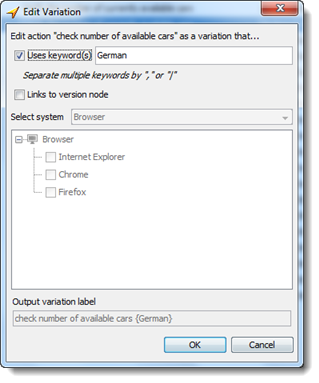 Edit Variation
Edit action "check number of available cars" as a variation that...
Uses keyword(s) German
Separate multiple keywords by "," or "|"
Links to version node
Select system Browser
Browser
Internet Explorer
Chrome
Firefox
Output variation label
check number of available cars {German}
OK Cancel